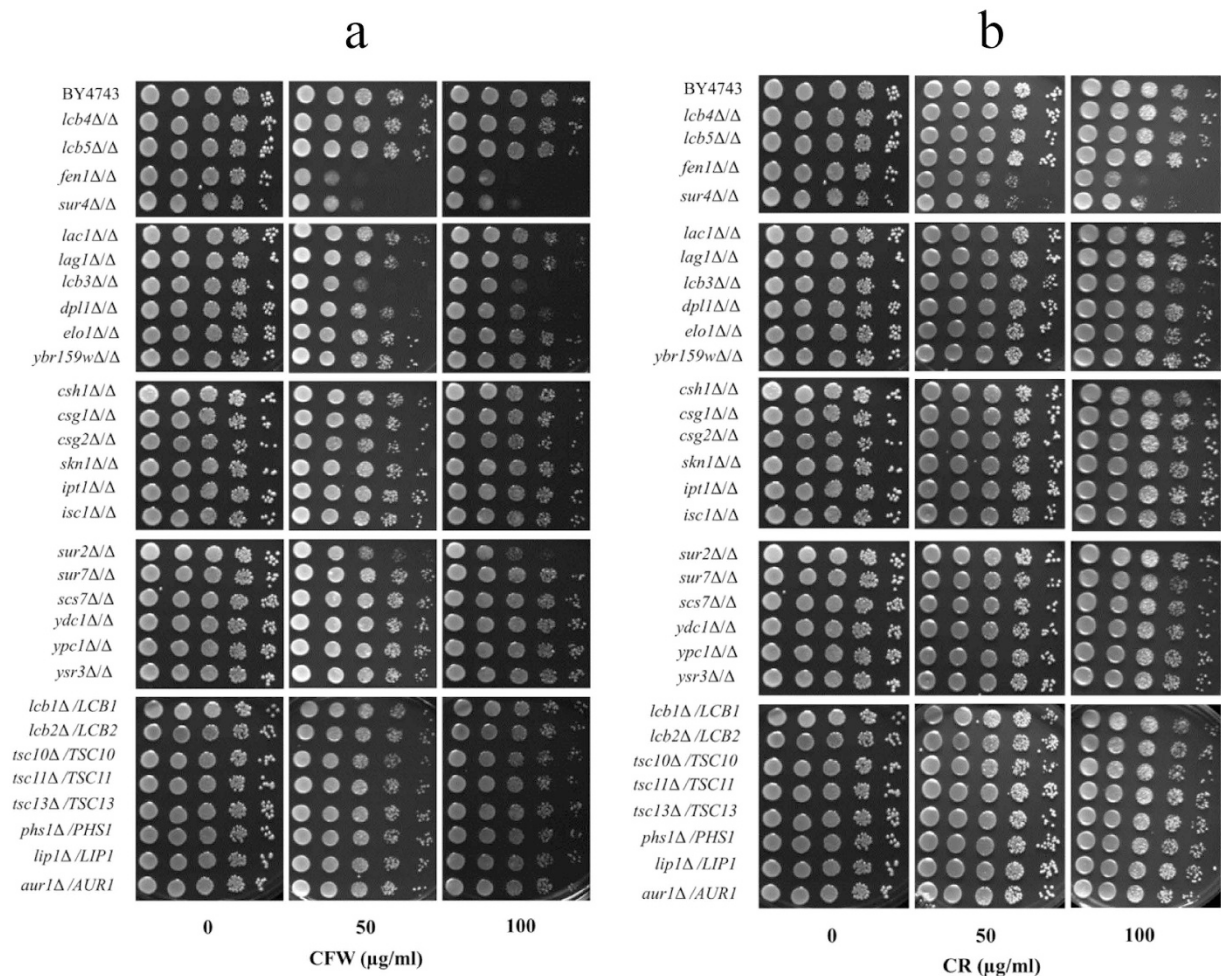 a
BY4743
lcb4Δ/Δ
lcb5Δ/Δ
fen1Δ/Δ
sur4Δ/Δ
lac1Δ/Δ
lag1Δ/Δ
lcb3Δ/Δ
dpl1Δ/Δ
elo1Δ/Δ
ybr159wΔ/Δ
csh1Δ/Δ
csg1Δ/Δ
csg2Δ/Δ
skn1Δ/Δ
ipt1Δ/Δ
isc1Δ/Δ
sur2Δ/Δ
sur7Δ/Δ
scs7Δ/Δ
ydc1Δ/Δ
ypc1Δ/Δ
ysr3Δ/Δ
lcb1Δ/LCB1
lcb2Δ/LCB2
tsc10Δ/TSC10
tsc11Δ/TSC11
tsc13Δ/TSC13
phs1Δ/PHS1
lip1Δ/LIP1
aur1Δ/AUR1
0 50 100
CFW (μg/ml)
b
BY4743
lcb4Δ/Δ
lcb5Δ/Δ
fen1Δ/Δ
sur4Δ/Δ
lac1Δ/Δ
lag1Δ/Δ
lcb3Δ/Δ
dpl1Δ/Δ
elo1Δ/Δ
ybr159wΔ/Δ
csh1Δ/Δ
csg1Δ/Δ
csg2Δ/Δ
skn1Δ/Δ
ipt1Δ/Δ
isc1Δ/Δ
sur2Δ/Δ
sur7Δ/Δ
scs7Δ/Δ
ydc1Δ/Δ
ypc1Δ/Δ
ysr3Δ/Δ
lcb1Δ/LCB1
lcb2Δ/LCB2
tsc10Δ/TSC10
tsc11Δ/TSC11
tsc13Δ/TSC13
phs1Δ/PHS1
lip1Δ/LIP1
aur1Δ/AUR1
0 50 100
CR (μg/ml)